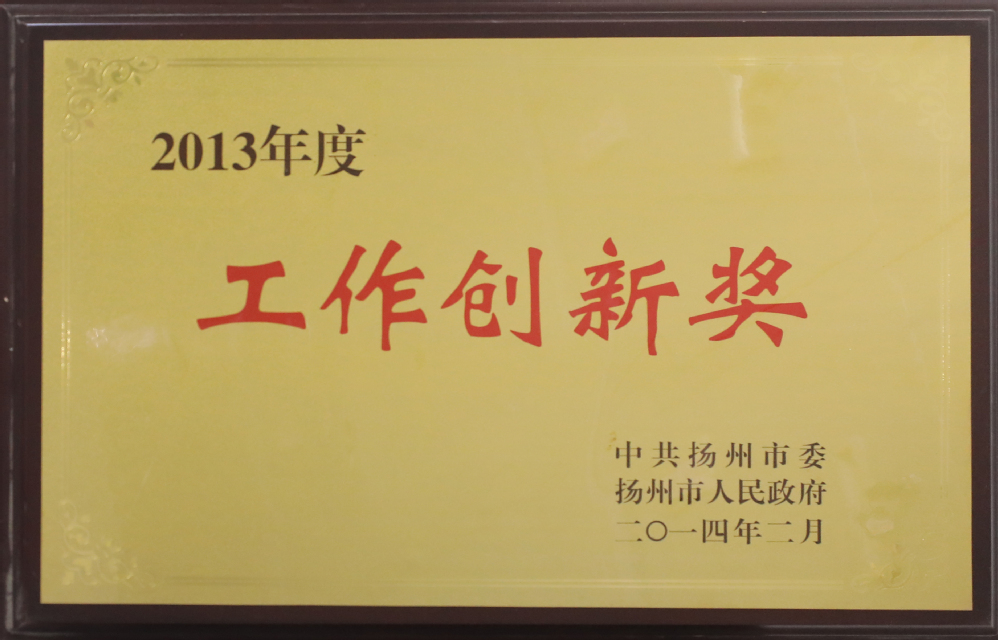 2013年度
工作创新奖
中共扬州市委
扬州市人民政府
二〇一四年二月